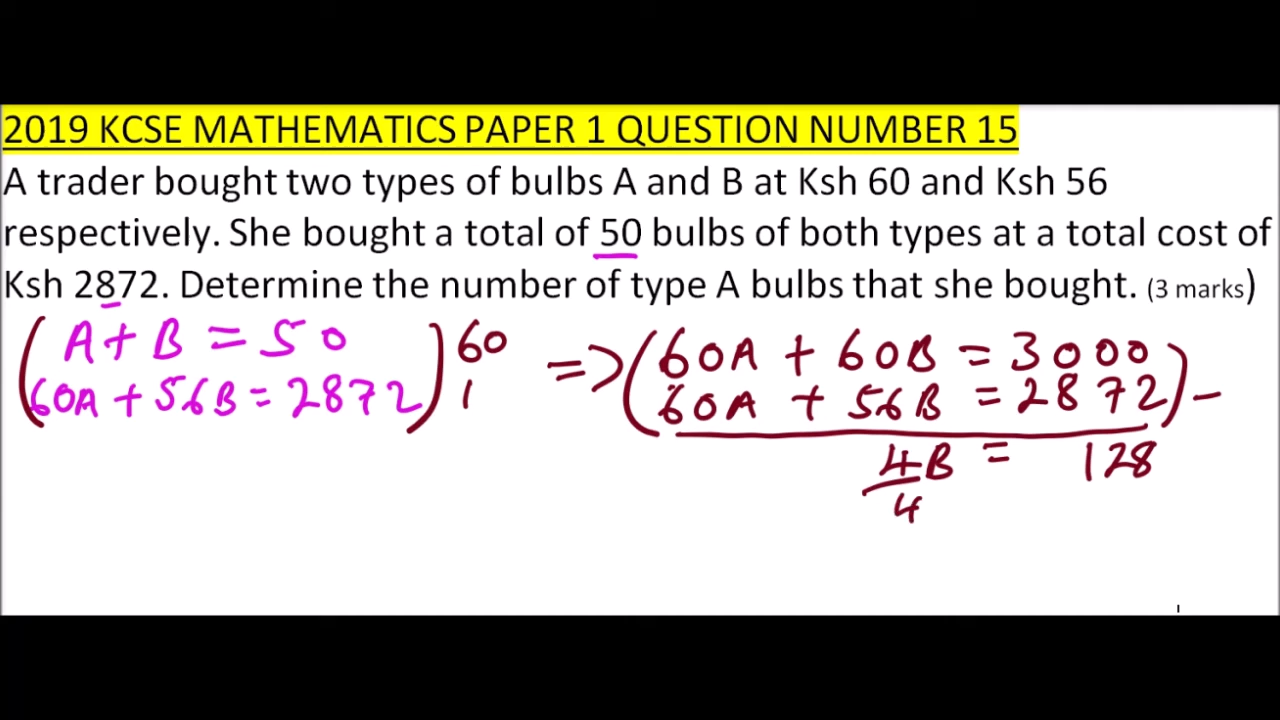 2019 KCSE MATHEMATICS PAPER 1 QUESTION NUMBER 15
A trader bought two types of bulbs A and B at Ksh 60 and Ksh 56
respectively. She bought a total of 50 bulbs of both types at a total cost of
Ksh 2872. Determine the number of type A bulbs that she bought. (3 marks)
(A + B = 50) 60
(60A + 56B = 2872) 1
=> (60A + 60B = 3000
60A + 56B = 2872) -
4B = 128
4